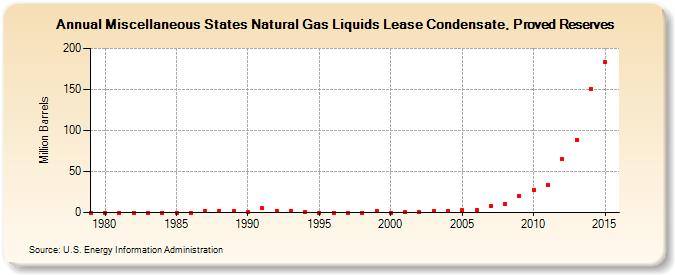 Annual Miscellaneous States Natural Gas Liquids Lease Condensate, Proved Reserves
Million Barrels
200
150
100
50
0
1980 1985 1990 1995 2000 2005 2010 2015
Source: U.S. Energy Information Administration